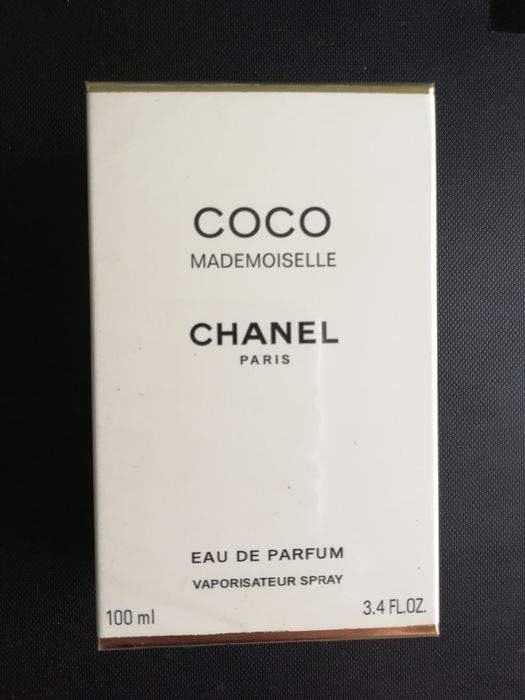 COCO
MADEMOISELLE
CHANEL
PARIS
EAU DE PARFUM
VAPORISATEUR SPRAY
100 ml 3.4 FL.OZ.